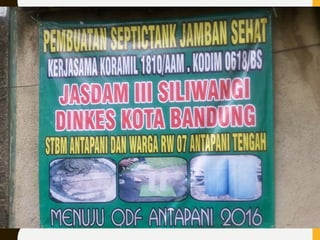 PEMBUATAN SEPTICTANK JAMBAN SEHAT
KERJASAMA KORAMIL 1810/AAM . KODIM 0618/BS
JASDAM III SILIWANGI
DINKES KOTA BANDUNG
STBM ANTAPANI DAN WARGA RW 07 ANTAPANI TENGAH
MENUJU ODF ANTAPANI 2016